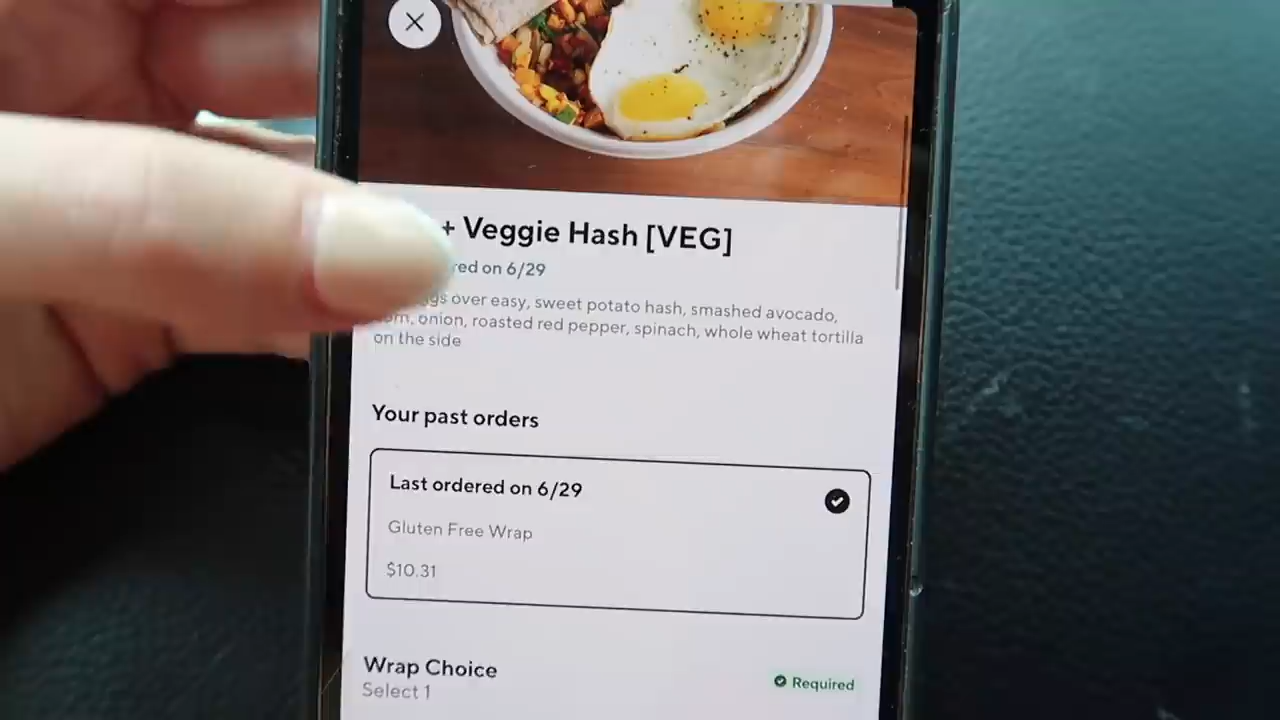 + Veggie Hash [VEG]
on 6/29
over easy, sweet potato hash, smashed avocado,
onion, roasted red pepper, spinach, whole wheat tortilla
on the side
Your past orders
Last ordered on 6/29
Gluten Free Wrap
$10.31
Wrap Choice
Select 1
Required